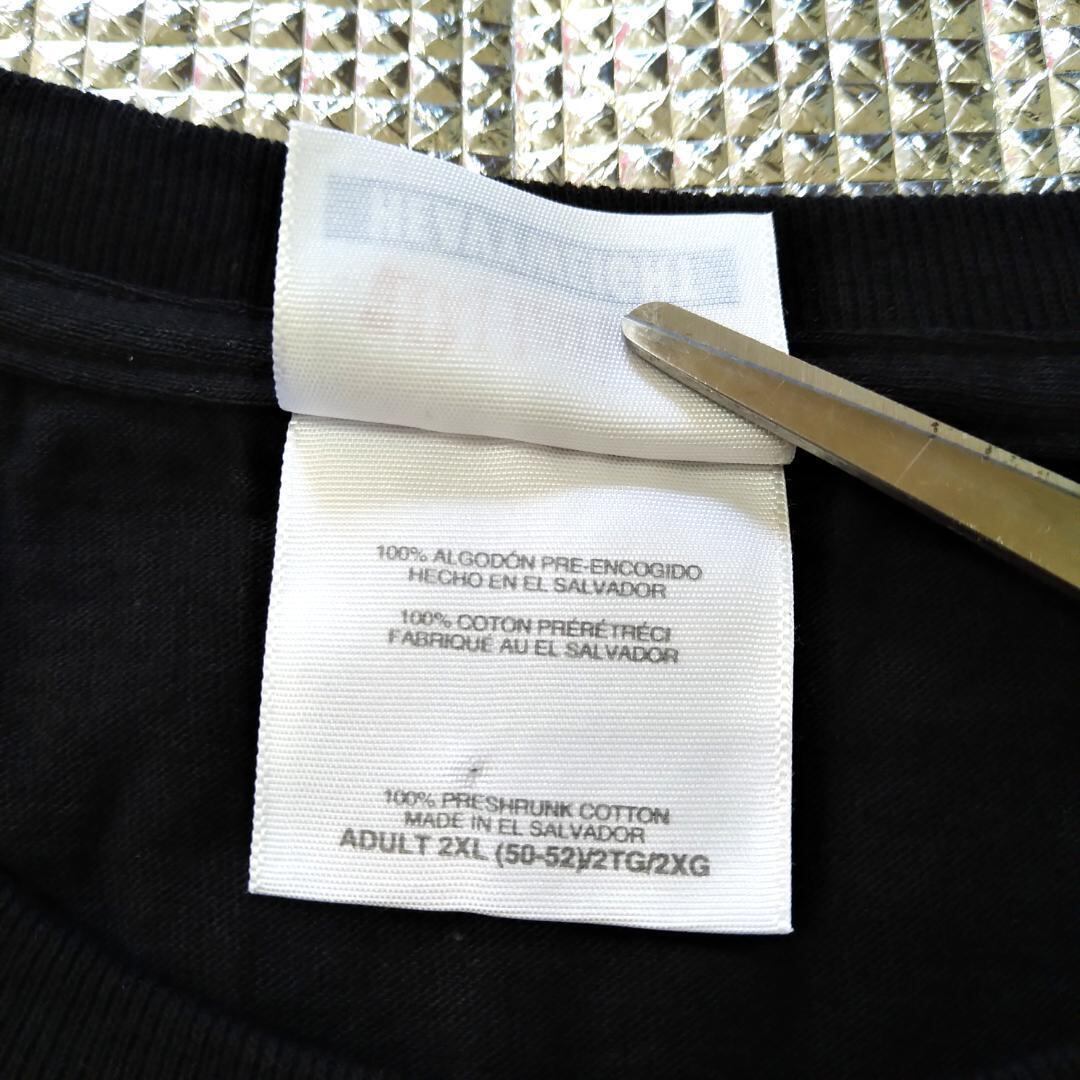 100% ALGODÓN PRE-ENCOGIDO
HECHO EN EL SALVADOR
100% COTON PRÉRÉTRÉCI
FABRIQUE AU EL SALVADOR
100% PRESHRUNK COTTON
MADE IN EL SALVADOR
ADULT 2XL (50-52)/2TG/2XG